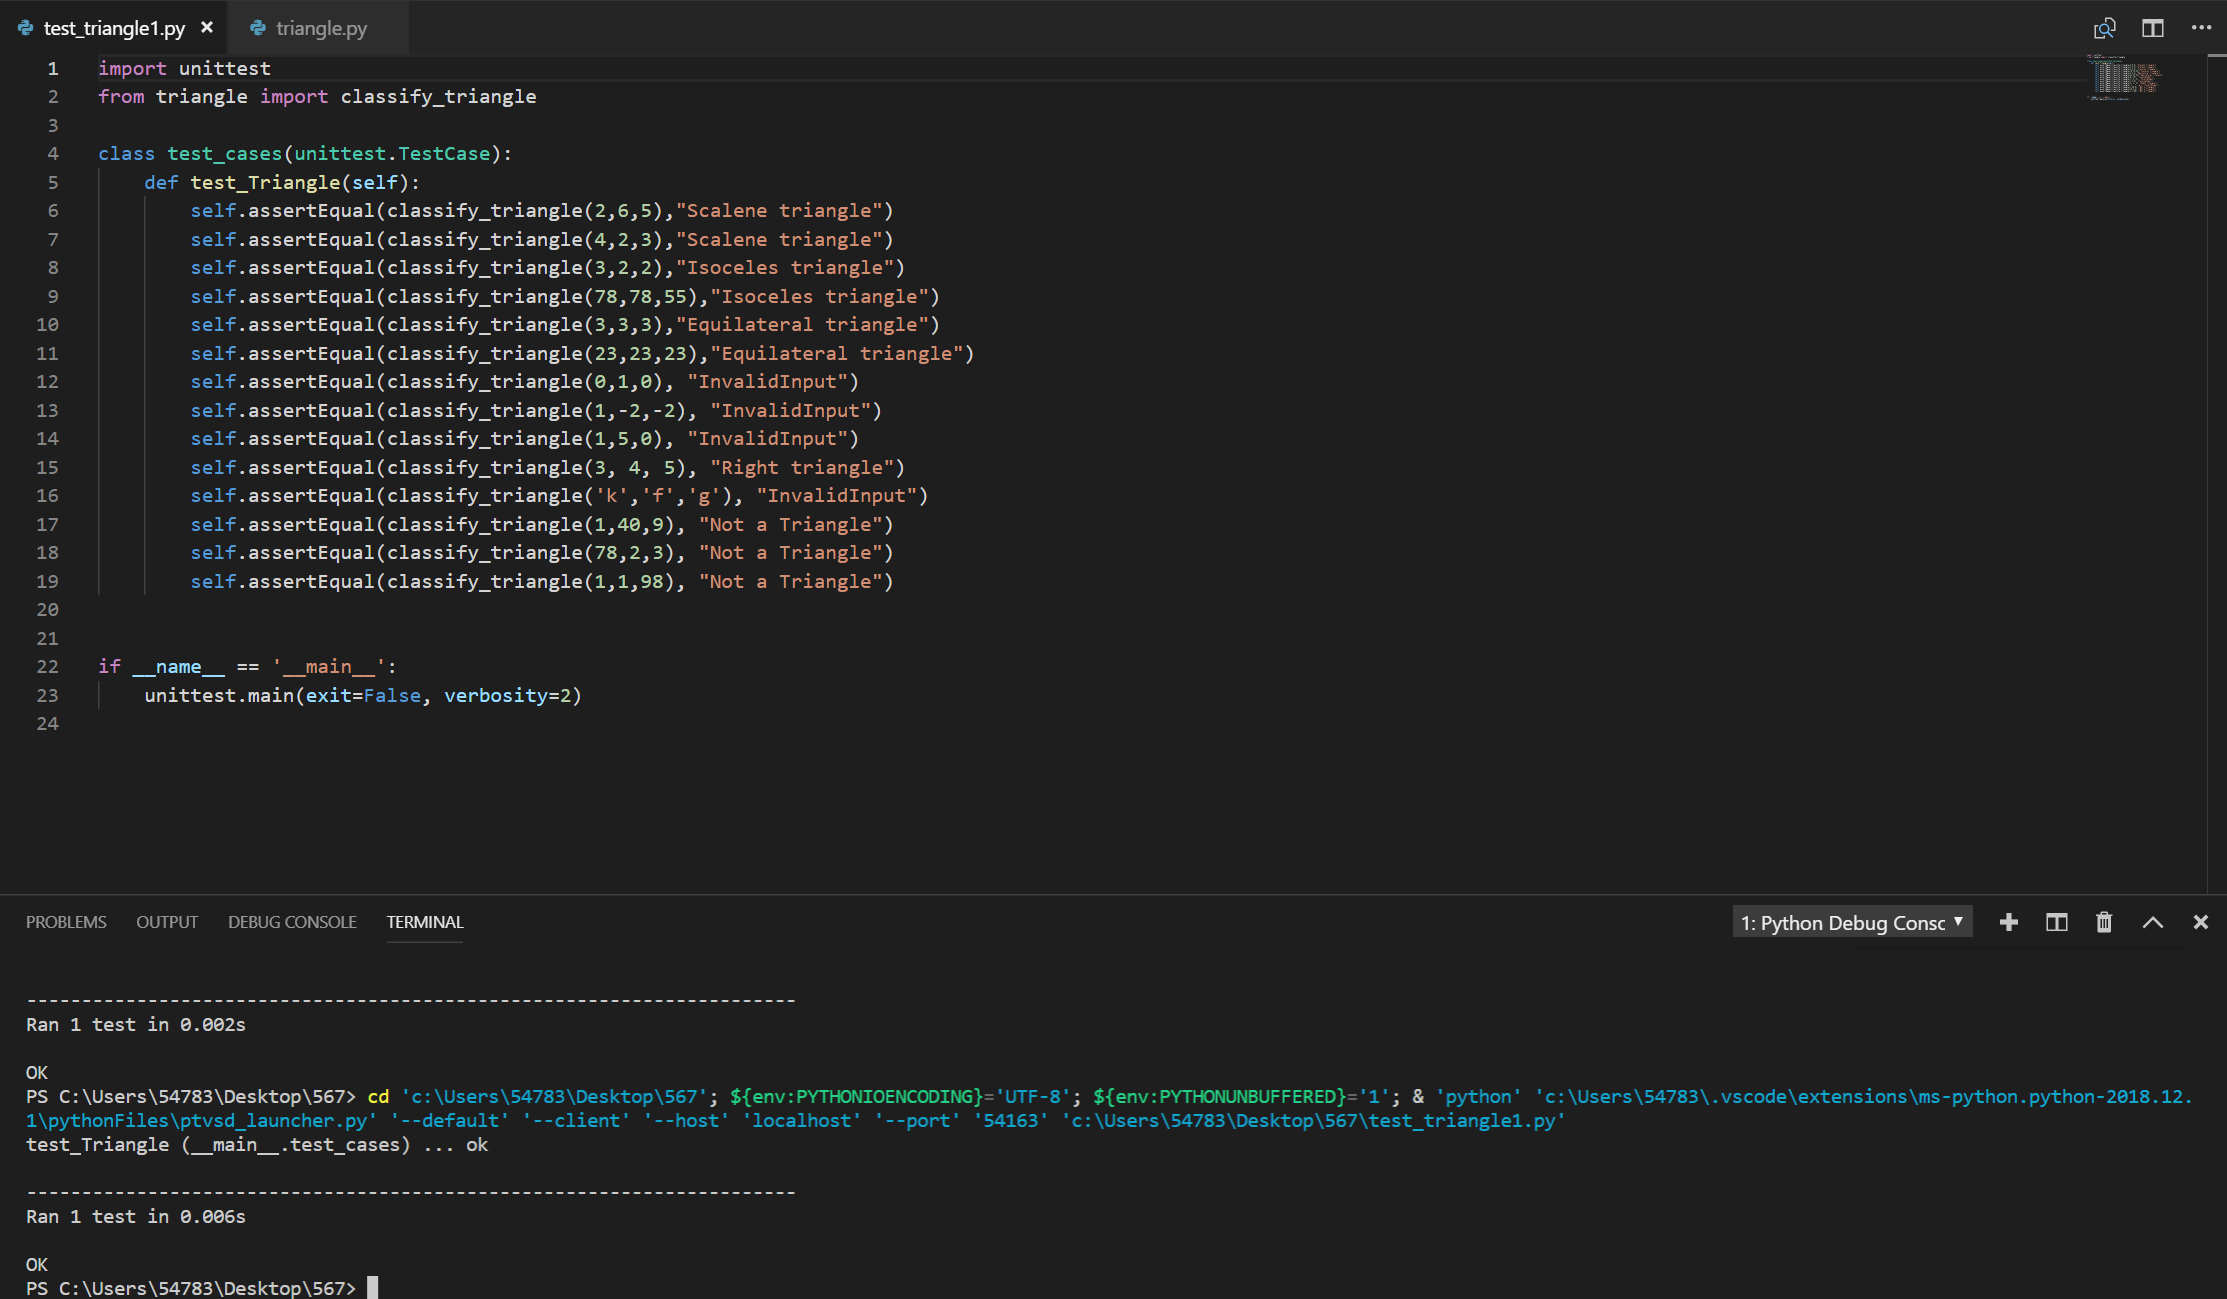 test_triangle1.py × triangle.py
1 import unittest
2 from triangle import classify_triangle
3
4 class test_cases(unittest.TestCase):
5     def test_Triangle(self):
6         self.assertEqual(classify_triangle(2,6,5),"Scalene triangle")
7         self.assertEqual(classify_triangle(4,2,3),"Scalene triangle")
8         self.assertEqual(classify_triangle(3,2,2),"Isoceles triangle")
9         self.assertEqual(classify_triangle(78,78,55),"Isoceles triangle")
10         self.assertEqual(classify_triangle(3,3,3),"Equilateral triangle")
11         self.assertEqual(classify_triangle(23,23,23),"Equilateral triangle")
12         self.assertEqual(classify_triangle(0,1,0), "InvalidInput")
13         self.assertEqual(classify_triangle(1,-2,-2), "InvalidInput")
14         self.assertEqual(classify_triangle(1,5,0), "InvalidInput")
15         self.assertEqual(classify_triangle(3, 4, 5), "Right triangle")
16         self.assertEqual(classify_triangle('k','f','g'), "InvalidInput")
17         self.assertEqual(classify_triangle(1,40,9), "Not a Triangle")
18         self.assertEqual(classify_triangle(78,2,3), "Not a Triangle")
19         self.assertEqual(classify_triangle(1,1,98), "Not a Triangle")
20
21
22 if __name__ == '__main__':
23     unittest.main(exit=False, verbosity=2)
24
PROBLEMS OUTPUT DEBUG CONSOLE TERMINAL 1: Python Debug Consc
----------------------------------------------------------------------
Ran 1 test in 0.002s
OK
PS C:\Users\54783\Desktop\567> cd 'c:\Users\54783\Desktop\567'; ${env:PYTHONIOENCODING}='UTF-8'; ${env:PYTHONUNBUFFERED}='1'; & 'python' 'c:\Users\54783\.vscode\extensions\ms-python.python-2018.12.
1\pythonFiles\ptvsd_launcher.py' '--default' '--client' '--host' 'localhost' '--port' '54163' 'c:\Users\54783\Desktop\567\test_triangle1.py'
test_Triangle (__main__.test_cases) ... ok
----------------------------------------------------------------------
Ran 1 test in 0.006s
OK
PS C:\Users\54783\Desktop\567>